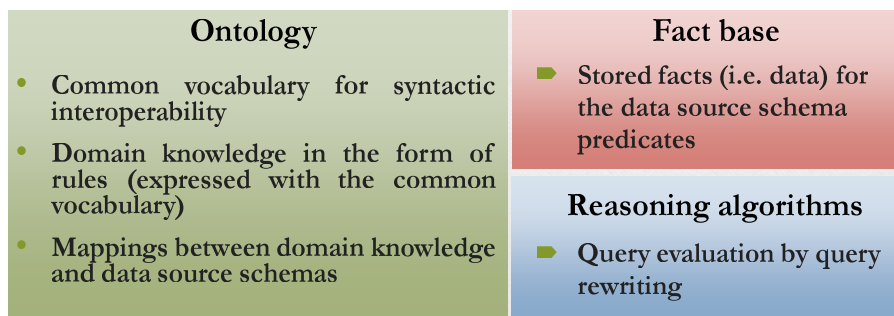 Ontology
• Common vocabulary for syntactic
interoperability
• Domain knowledge in the form of
rules (expressed with the common
vocabulary)
• Mappings between domain knowledge
and data source schemas
Fact base
Stored facts (i.e. data) for
the data source schema
predicates
Reasoning algorithms
Query evaluation by query
rewriting